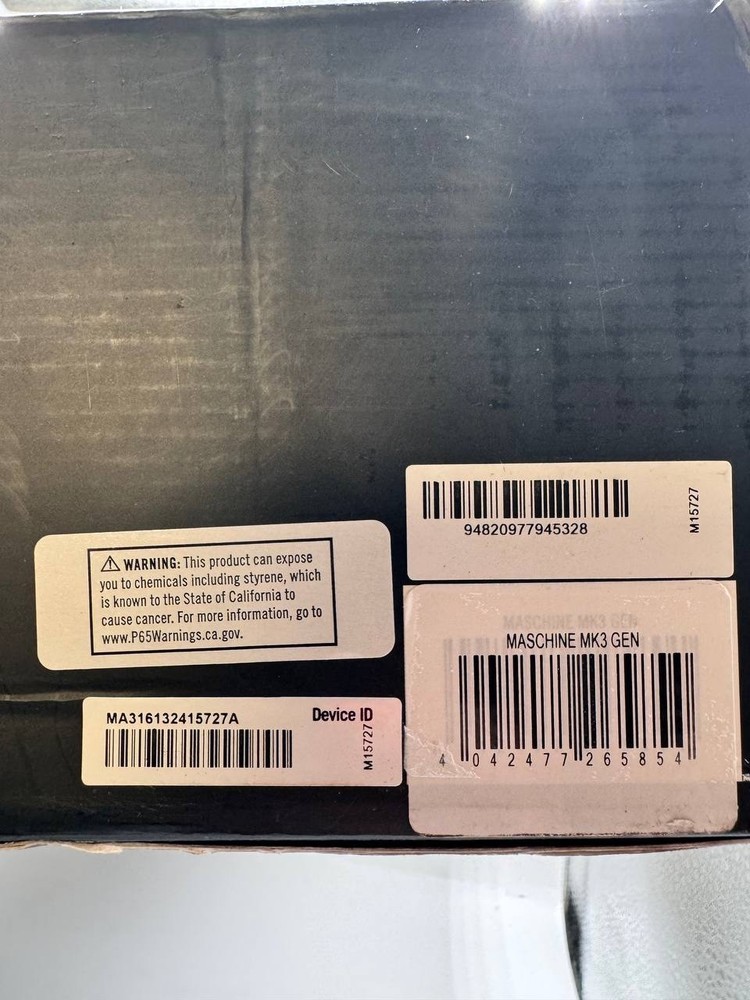 94820977945328
M15727
⚠ WARNING: This product can expose
you to chemicals including styrene, which
is known to the State of California to
cause cancer. For more information, go to
www.P65Warnings.ca.gov.
MASCHINE MK3 GEN
MASCHINE MK3 GEN
4 042477 265854
MA316132415727A
Device ID
M15727